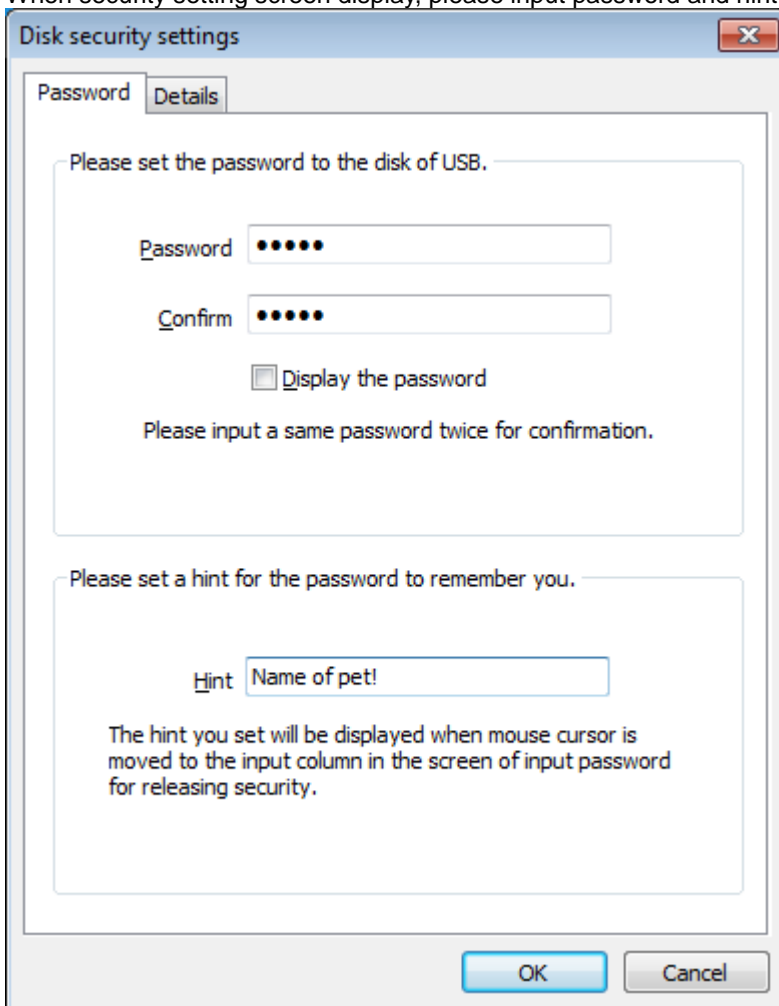 When security setting screen display, please input password and hint
Disk security settings
Password Details
Please set the password to the disk of USB.
Password •••••
Confirm •••••
Display the password
Please input a same password twice for confirmation.
Please set a hint for the password to remember you.
Hint Name of pet!
The hint you set will be displayed when mouse cursor is
moved to the input column in the screen of input password
for releasing security.
OK Cancel